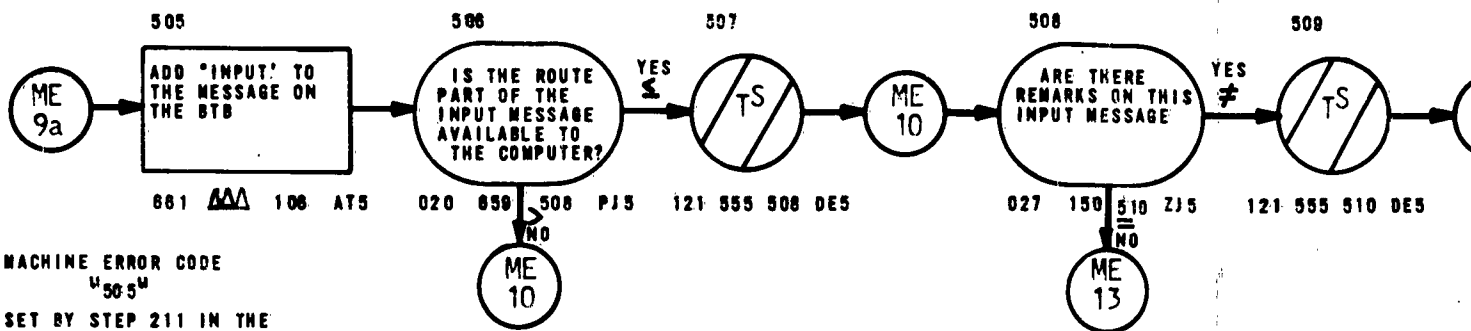 505 506 507 508 509
ME
9a
ADD "INPUT." TO
THE MESSAGE ON
THE BTB
IS THE ROUTE
PART OF THE
INPUT MESSAGE
AVAILABLE TO
THE COMPUTER?
YES
≤
TS
ME
10
ARE THERE
REMARKS ON THIS
INPUT MESSAGE
YES
≠
TS
661 ΔΔΔ 106 AT5 020 659 508 PJ5 121 555 508 DE5 027 150 510 ZJ5 121 555 510 DE5
>
NO
ME
10
=
NO
ME
13
MACHINE ERROR CODE
"505"
SET BY STEP 211 IN THE